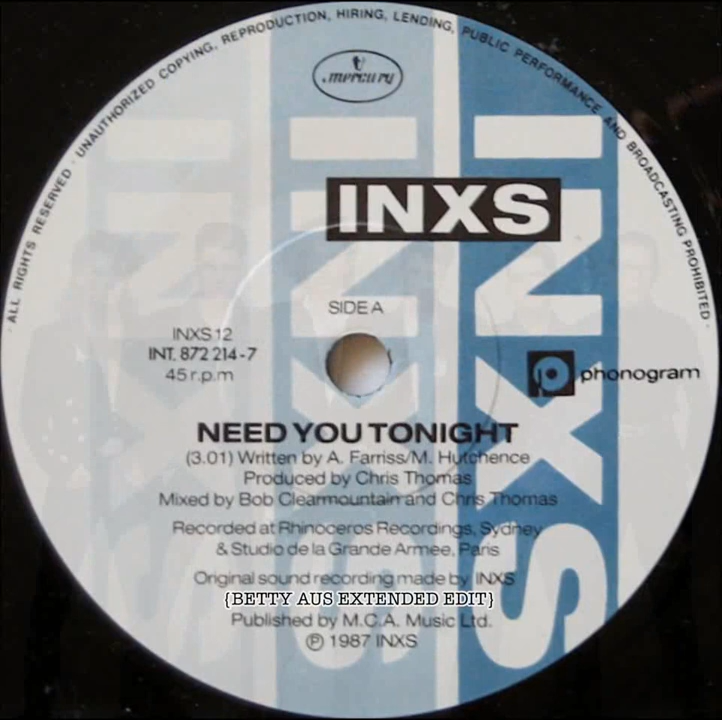 · ALL RIGHTS RESERVED · UNAUTHORIZED COPYING, REPRODUCTION, HIRING, LENDING, PUBLIC PERFORMANCE AND BROADCASTING PROHIBITED ·
mercury
INXS
INXS
INXS
INXS
SIDE A
INXS 12
INT. 872 214-7
45 r.p.m
phonogram
NEED YOU TONIGHT
(3.01) Written by A. Farriss/M. Hutchence
Produced by Chris Thomas
Mixed by Bob Clearmountain and Chris Thomas
Recorded at Rhinoceros Recordings, Sydney
& Studio de la Grande Armee, Paris
Original sound recording made by INXS
{BETTY AUS EXTENDED EDIT}
Published by M.C.A. Music Ltd.
℗ 1987 INXS